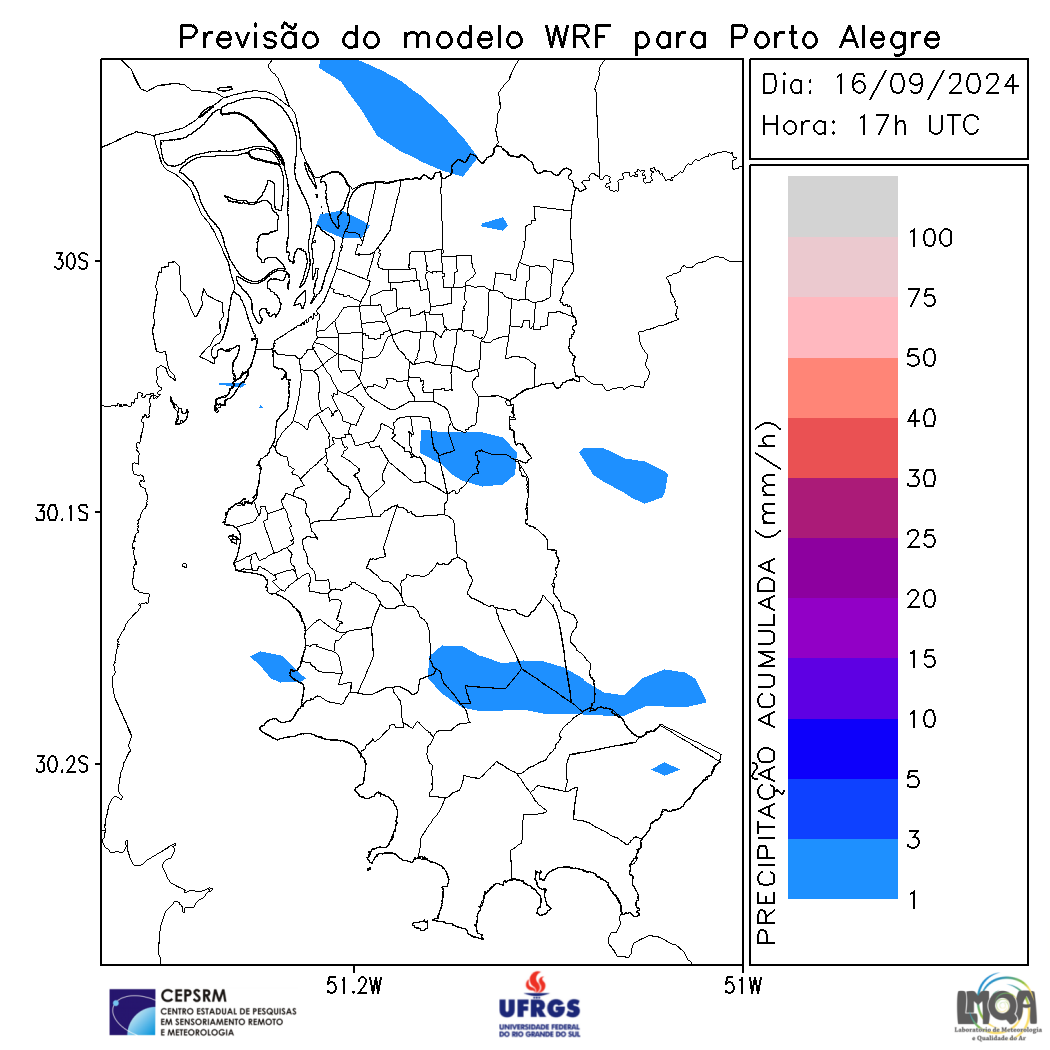 Previsão do modelo WRF para Porto Alegre
Dia: 16/09/2024
Hora: 17h UTC
30S
30.1S
30.2S
51.2W
51W
PRECIPITAÇÃO ACUMULADA (mm/h)
100
75
50
40
30
25
20
15
10
5
3
1
CEPSRM
CENTRO ESTADUAL DE PESQUISAS
EM SENSORIAMENTO REMOTO
E METEOROLOGIA
UFRGS
UNIVERSIDADE FEDERAL
DO RIO GRANDE DO SUL
LMQA
Laboratório de Meteorologia
e Qualidade do Ar